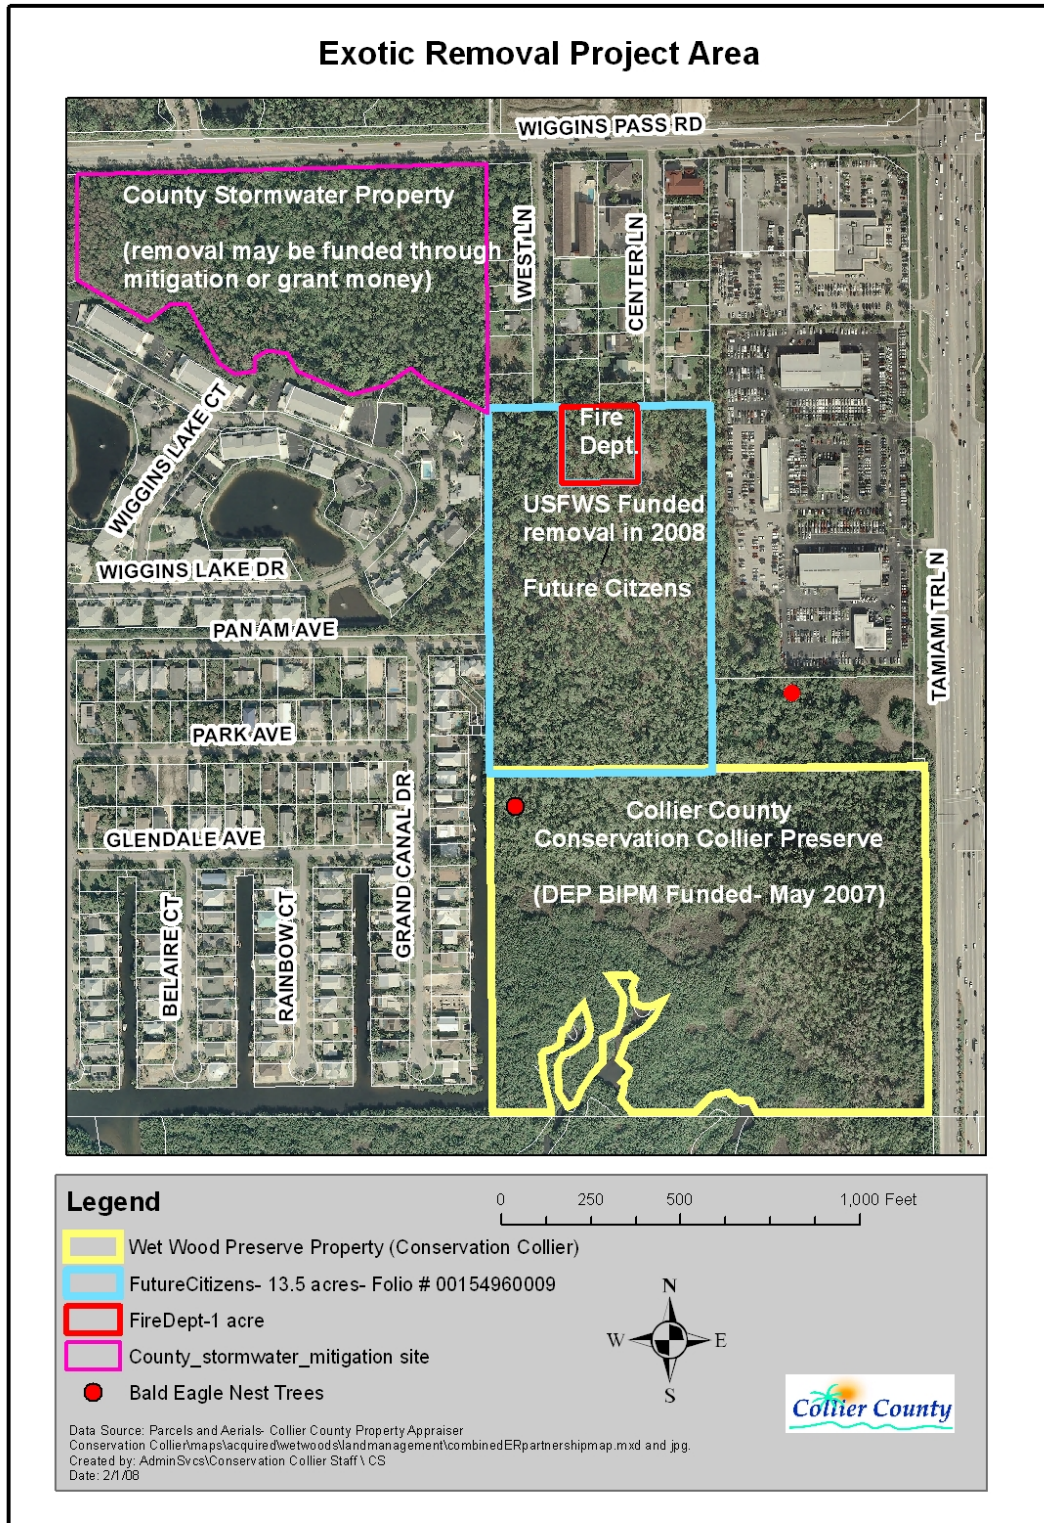 Exotic Removal Project Area
WIGGINS PASS RD
County Stormwater Property
(removal may be funded through
mitigation or grant money)
WEST LN
CENTER LN
Fire
Dept.
WIGGINS LAKE CT
USFWS Funded
removal in 2008
WIGGINS LAKE DR
Future Citzens
PAN AM AVE
TAMIAMI TRL N
PARK AVE
Collier County
Conservation Collier Preserve
GLENDALE AVE
(DEP BIPM Funded- May 2007)
GRAND CANAL DR
BELAIRE CT
RAINBOW CT
Legend
0 250 500 1,000 Feet
Wet Wood Preserve Property (Conservation Collier)
FutureCitizens- 13.5 acres- Folio # 00154960009
FireDept-1 acre
County_stormwater_mitigation site
Bald Eagle Nest Trees
N
W E
S
Collier County
Data Source: Parcels and Aerials- Collier County Property Appraiser
Conservation Collier\maps\acquired\wetwoods\landmanagement\combinedERpartnershipmap.mxd and jpg.
Created by: AdminSvcs\Conservation Collier Staff \ CS
Date: 2/1/08